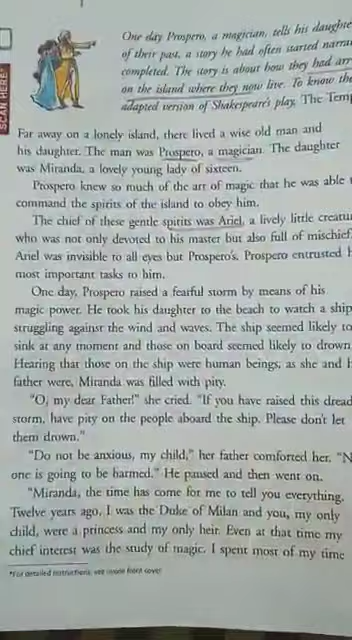 SCAN HERE*
One day Prospero, a magician, tells his daughte
of their past, a story he had often started narra
completed. The story is about how they had arr
on the island where they now live. To know the
adapted version of Shakespeare's play, The Temp
Far away on a lonely island, there lived a wise old man and
his daughter. The man was Prospero, a magician. The daughter
was Miranda, a lovely young lady of sixteen.
Prospero knew so much of the art of magic that he was able
command the spirits of the island to obey him.
The chief of these gentle spirits was Ariel, a lively little creatu
who was not only devoted to his master but also full of mischief.
Ariel was invisible to all eyes but Prospero's. Prospero entrusted h
most important tasks to him.
One day, Prospero raised a fearful storm by means of his
magic power. He took his daughter to the beach to watch a ship
struggling against the wind and waves. The ship seemed likely to
sink at any moment and those on board seemed likely to drown
Hearing that those on the ship were human beings, as she and h
father were, Miranda was filled with pity.
"O, my dear Father!" she cried. "If you have raised this dread
storm, have pity on the people aboard the ship. Please don't let
them drown."
"Do not be anxious, my child," her father comforted her. "N
one is going to be harmed." He paused and then went on.
"Miranda, the time has come for me to tell you everything.
Twelve years ago, I was the Duke of Milan and you, my only
child, were a princess and my only heir. Even at that time my
chief interest was the study of magic. I spent most of my time
*For detailed instructions, see inside front cover